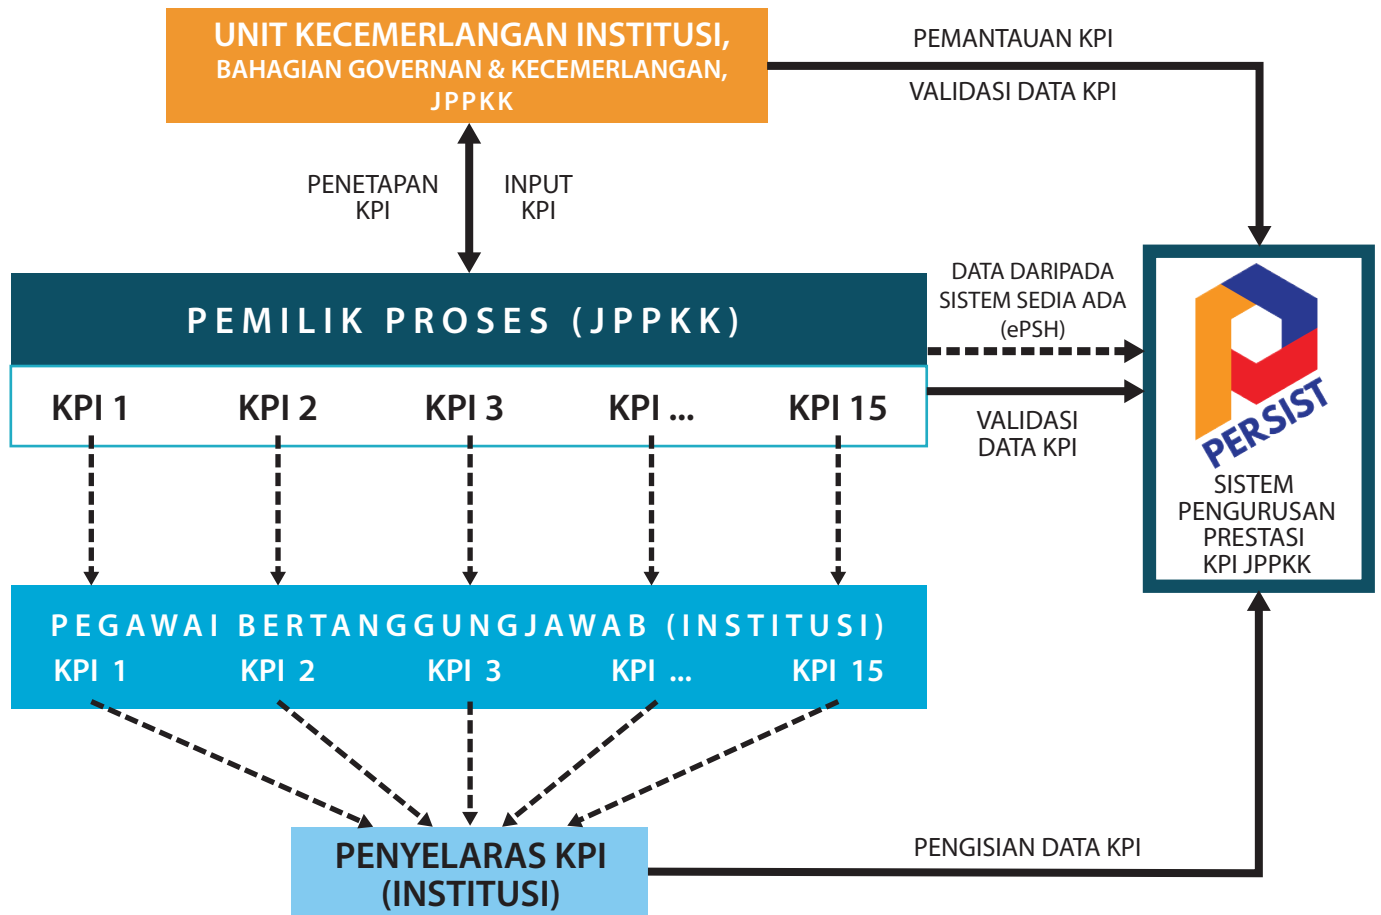 UNIT KECEMERLANGAN INSTITUSI,
BAHAGIAN GOVERNAN & KECEMERLANGAN,
JPPKK
PEMANTAUAN KPI
VALIDASI DATA KPI
PENETAPAN
KPI
INPUT
KPI
PEMILIK PROSES (JPPKK)
KPI 1
KPI 2
KPI 3
KPI ...
KPI 15
DATA DARIPADA
SISTEM SEDIA ADA
(ePSH)
VALIDASI
DATA KPI
PERSIST
SISTEM
PENGURUSAN
PRESTASI
KPI JPPKK
PEGAWAI BERTANGGUNGJAWAB (INSTITUSI)
KPI 1
KPI 2
KPI 3
KPI ...
KPI 15
PENYELARAS KPI
(INSTITUSI)
PENGISIAN DATA KPI